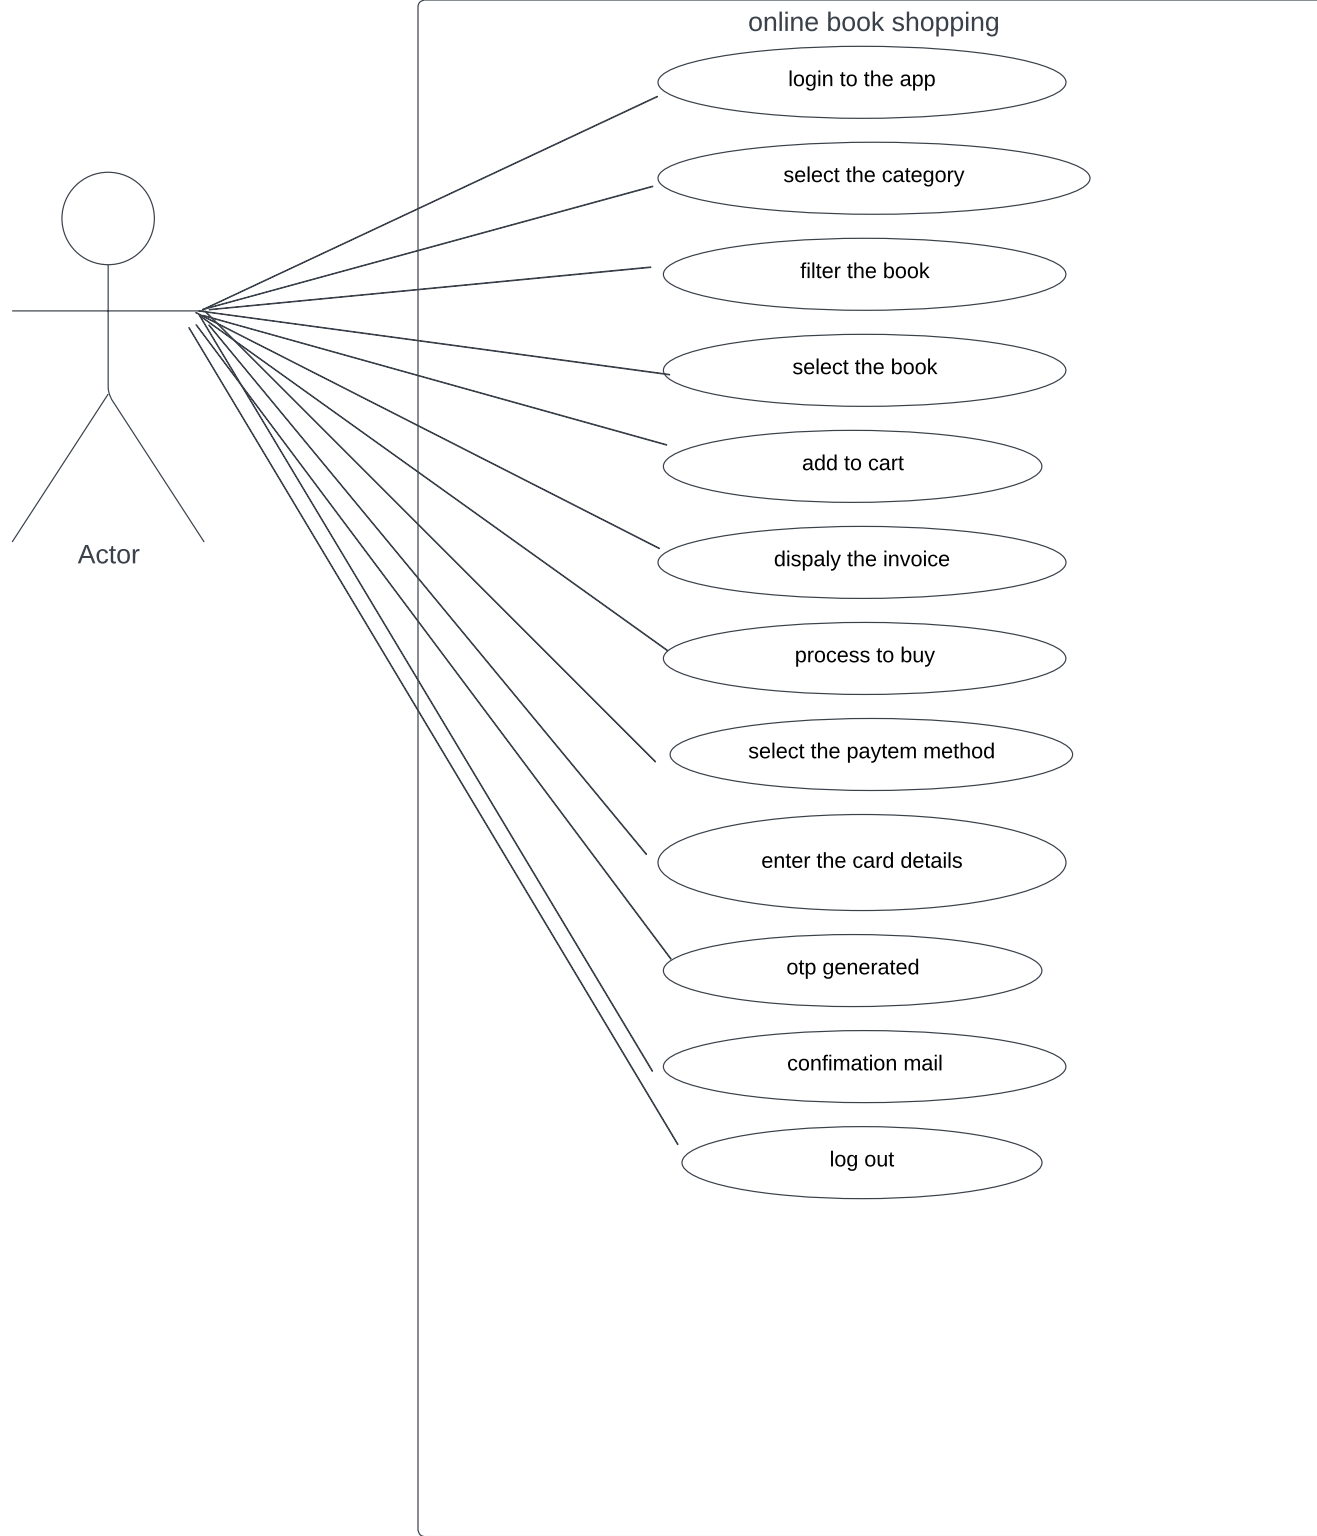 online book shopping
login to the app
select the category
filter the book
select the book
add to cart
Actor
dispaly the invoice
process to buy
select the paytem method
enter the card details
otp generated
confimation mail
log out